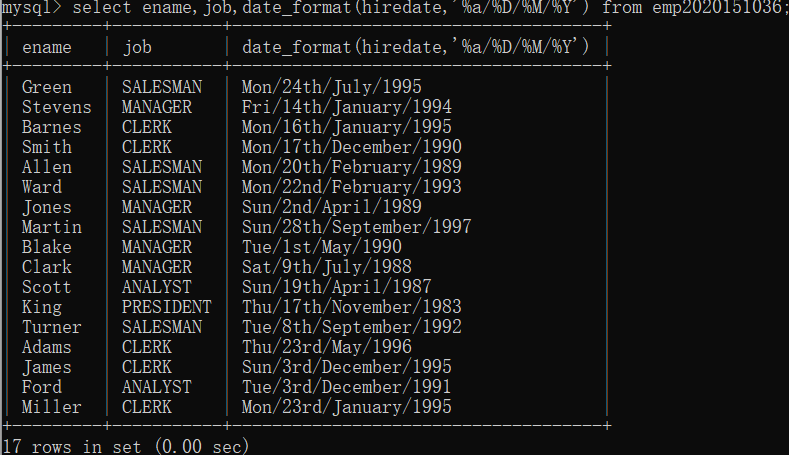 mysql> select ename,job,date_format(hiredate,'%a/%D/%M/%Y') from emp2020151036;
ename job date_format(hiredate,'%a/%D/%M/%Y')
Green SALESMAN Mon/24th/July/1995
Stevens MANAGER Fri/14th/January/1994
Barnes CLERK Mon/16th/January/1995
Smith CLERK Mon/17th/December/1990
Allen SALESMAN Mon/20th/February/1989
Ward SALESMAN Mon/22nd/February/1993
Jones MANAGER Sun/2nd/April/1989
Martin SALESMAN Sun/28th/September/1997
Blake MANAGER Tue/1st/May/1990
Clark MANAGER Sat/9th/July/1988
Scott ANALYST Sun/19th/April/1987
King PRESIDENT Thu/17th/November/1983
Turner SALESMAN Tue/8th/September/1992
Adams CLERK Thu/23rd/May/1996
James CLERK Sun/3rd/December/1995
Ford ANALYST Tue/3rd/December/1991
Miller CLERK Mon/23rd/January/1995
17 rows in set (0.00 sec)